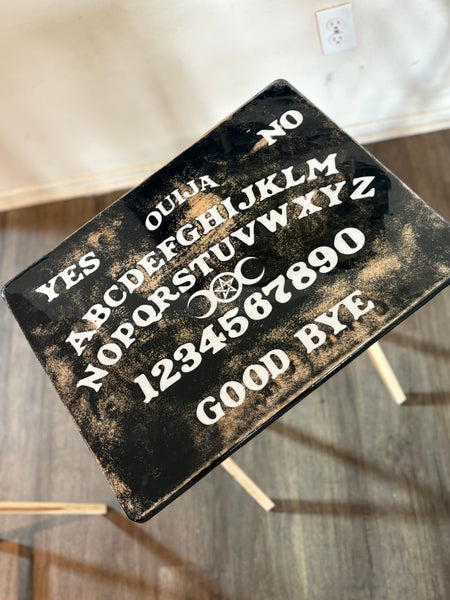 YES OUIJA NO
ABCDEFGHIJKLM
NOPQRSTUVWXYZ
1234567890
GOOD BYE